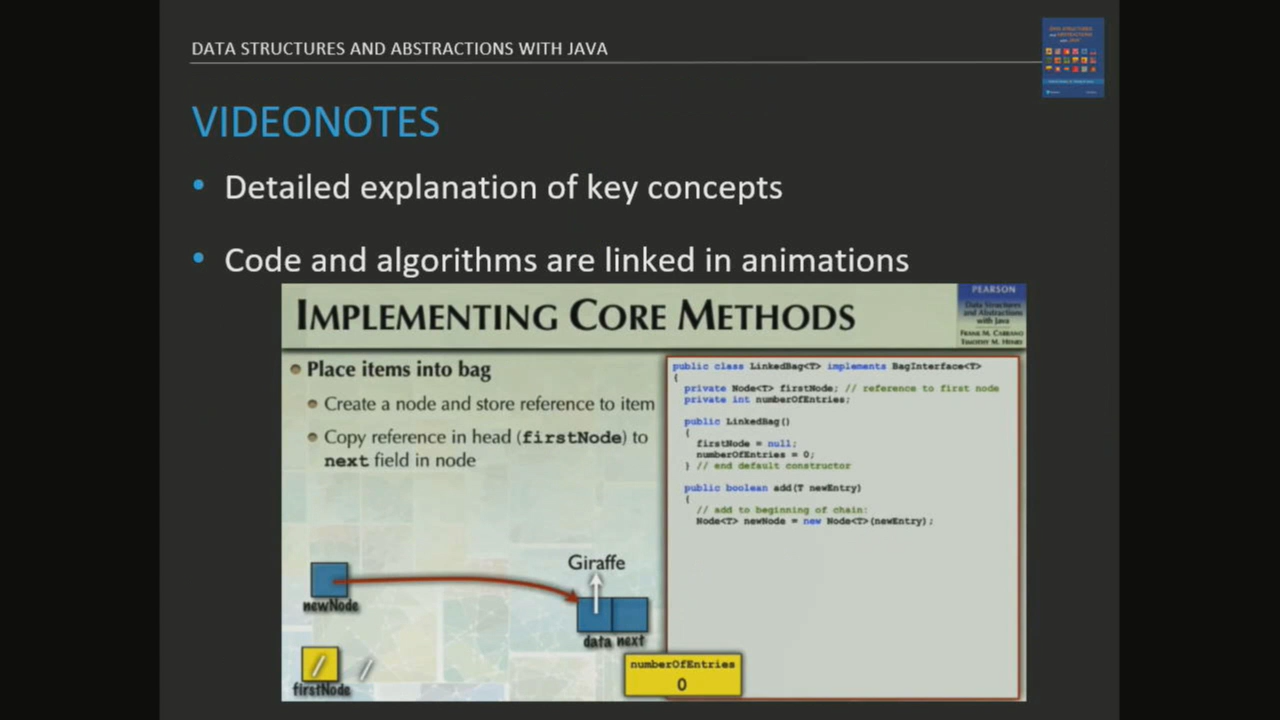 DATA STRUCTURES AND ABSTRACTIONS WITH JAVA
VIDEONOTES
• Detailed explanation of key concepts
• Code and algorithms are linked in animations
IMPLEMENTING CORE METHODS
PEARSON
Data Structures
and Abstractions
with Java
FRANK M. CARRANO
TIMOTHY M. HENRY
Place items into bag
Create a node and store reference to item
Copy reference in head (firstNode) to
next field in node
public class LinkedBag<T> implements BagInterface<T>
{
private Node<T> firstNode; // reference to first node
private int numberOfEntries;
public LinkedBag()
{
firstNode = null;
numberOfEntries = 0;
} // end default constructor
public boolean add(T newEntry)
{
// add to beginning of chain:
Node<T> newNode = new Node<T>(newEntry);
Giraffe
newNode
data next
firstNode
numberOfEntries
0